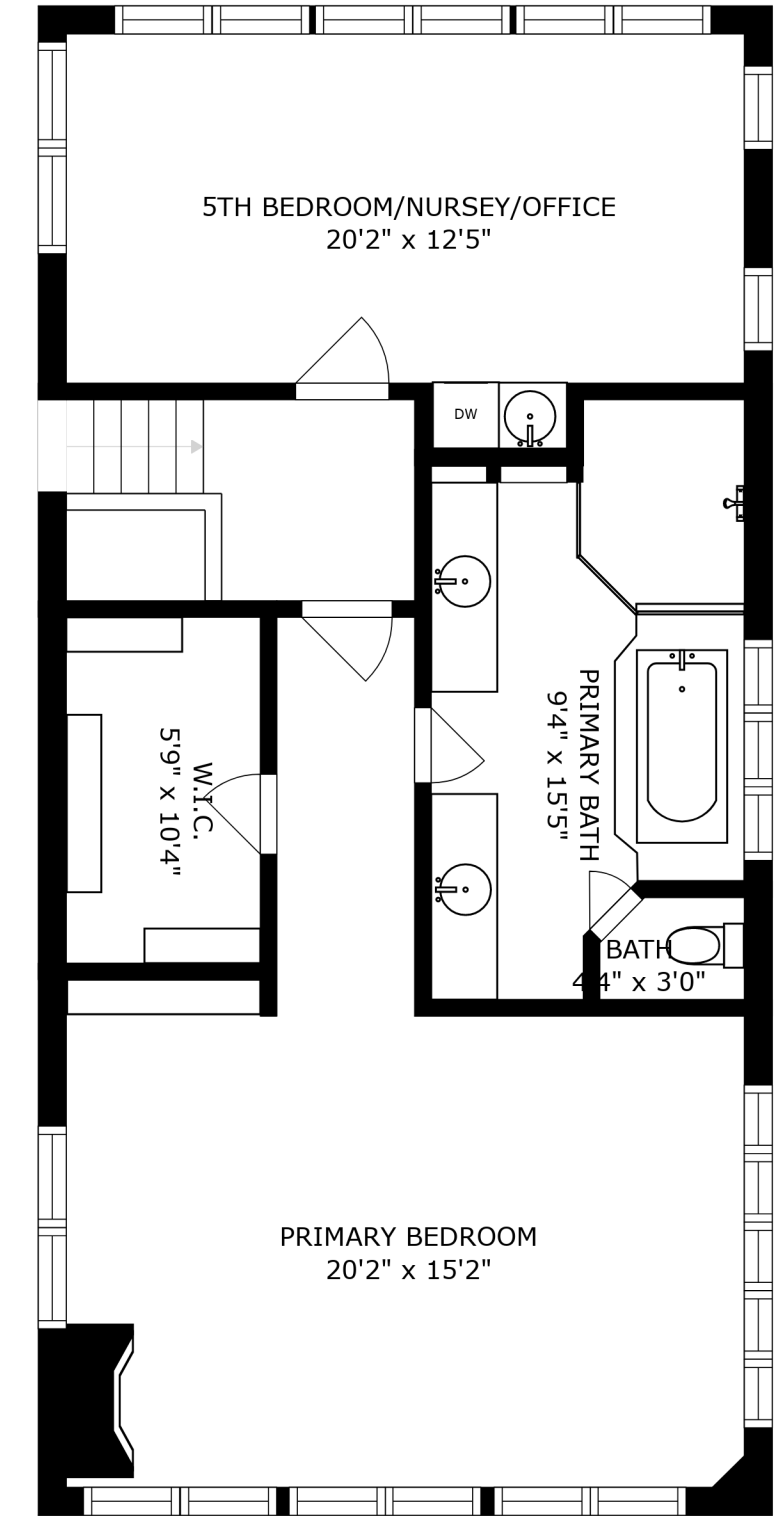 5TH BEDROOM/NURSEY/OFFICE
20'2" x 12'5"
DW
PRIMARY BATH
9'4" x 15'5"
W.I.C.
5'9" x 10'4"
BATH
4'4" x 3'0"
PRIMARY BEDROOM
20'2" x 15'2"